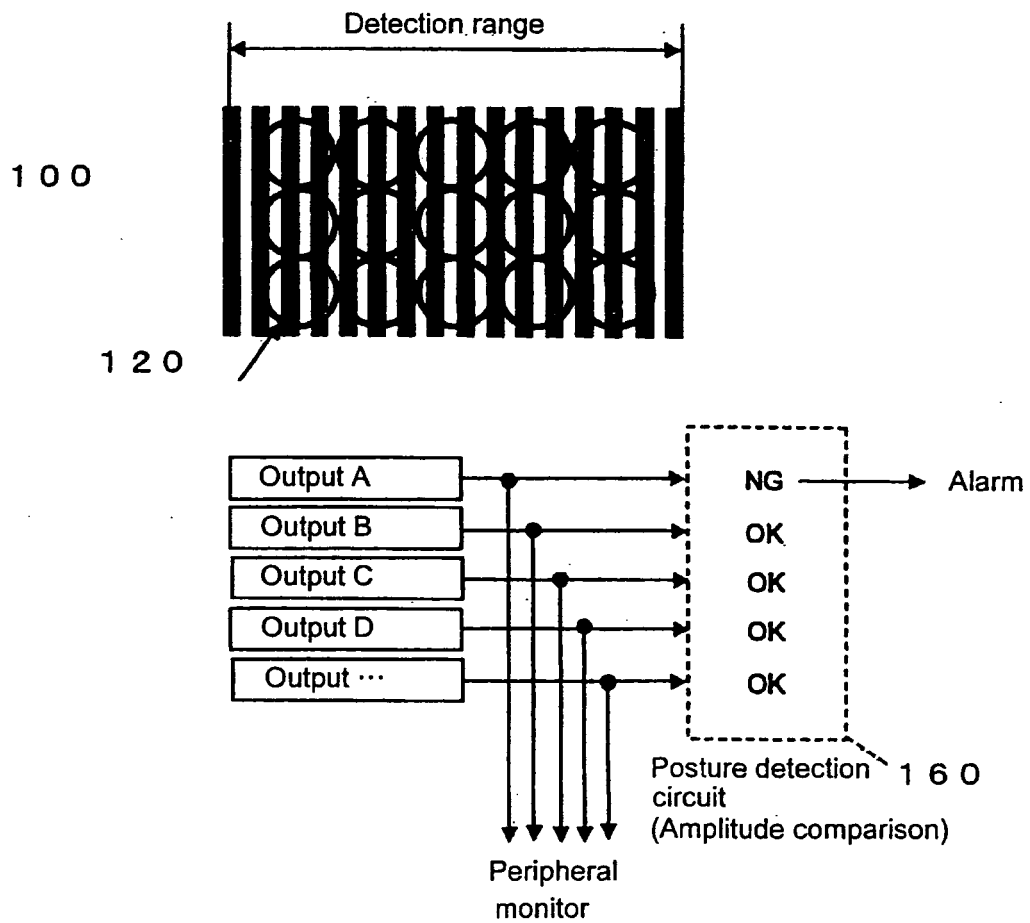 Detection range
１００
１２０
Output A
Output B
Output C
Output D
Output ···
NG
OK
OK
OK
OK
Alarm
Posture detection
circuit
(Amplitude comparison)
１６０
Peripheral
monitor